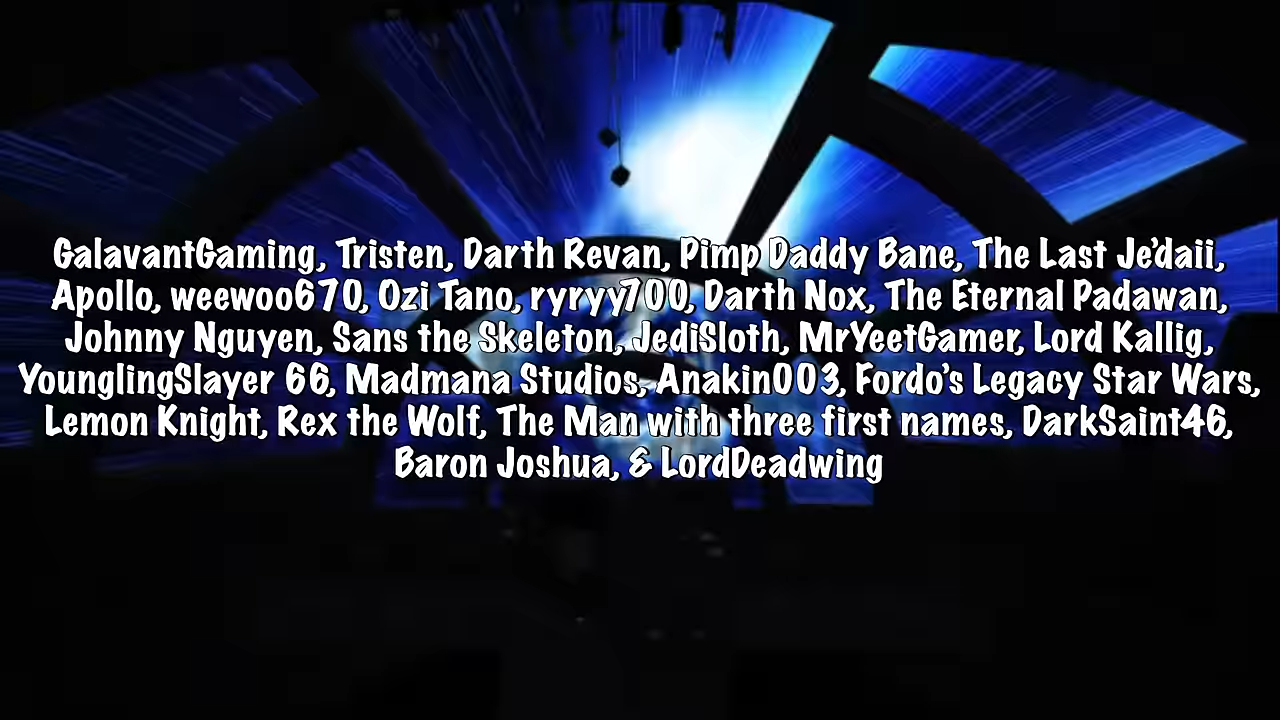 GalavantGaming, Tristen, Darth Revan, Pimp Daddy Bane, The Last Je’daii,
Apollo, weewoo670, Ozi Tano, ryryy700, Darth Nox, The Eternal Padawan,
Johnny Nguyen, Sans the Skeleton, JediSloth, MrYeetGamer, Lord Kallig,
YounglingSlayer 66, Madmana Studios, Anakin003, Fordo’s Legacy Star Wars,
Lemon Knight, Rex the Wolf, The Man with three first names, DarkSaint46,
Baron Joshua, & LordDeadwing